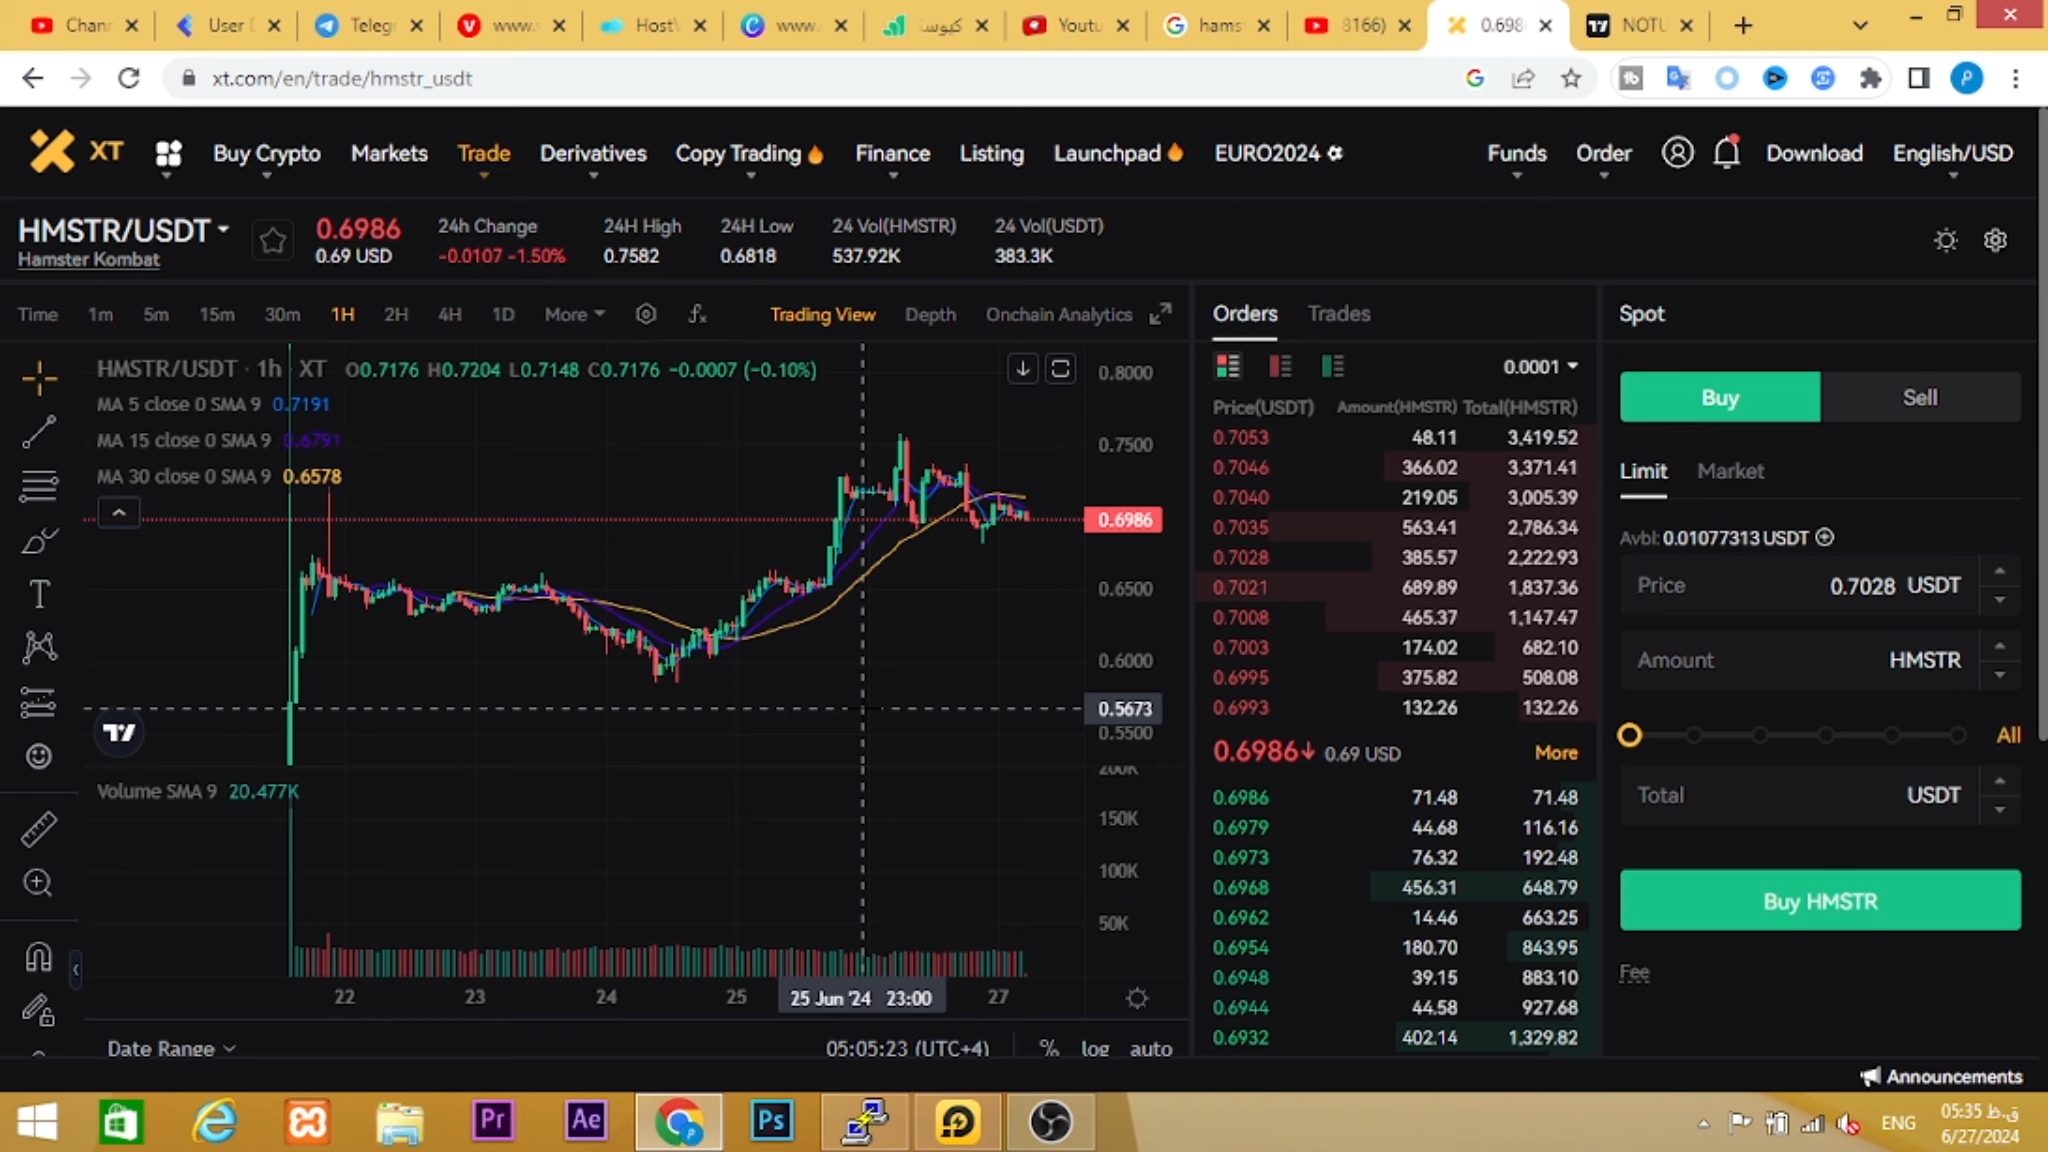 Chan User Telegr www. Host www. کیوست Youtu hams 8166) 0.698 NOTU
xt.com/en/trade/hmstr_usdt
XT Buy Crypto Markets Trade Derivatives Copy Trading Finance Listing Launchpad EURO2024 Funds Order Download English/USD
HMSTR/USDT
Hamster Kombat
0.6986
0.69 USD
24h Change
-0.0107 -1.50%
24H High
0.7582
24H Low
0.6818
24 Vol(HMSTR)
537.92K
24 Vol(USDT)
383.3K
Time 1m 5m 15m 30m 1H 2H 4H 1D More Trading View Depth Onchain Analytics
HMSTR/USDT · 1h XT O0.7176 H0.7204 L0.7148 C0.7176 -0.0007 (-0.10%)
MA 5 close 0 SMA 9 0.7191
MA 15 close 0 SMA 9 0.6791
MA 30 close 0 SMA 9 0.6578
0.8000
0.7500
0.6986
0.6500
0.6000
0.5673
0.5500
200K
Volume SMA 9 20.477K
150K
100K
50K
22 23 24 25 25 Jun '24 23:00 27
Date Range 05:05:23 (UTC+4) % log auto
Orders Trades
0.0001
Price(USDT) Amount(HMSTR) Total(HMSTR)
0.7053 48.11 3,419.52
0.7046 366.02 3,371.41
0.7040 219.05 3,005.39
0.7035 563.41 2,786.34
0.7028 385.57 2,222.93
0.7021 689.89 1,837.36
0.7008 465.37 1,147.47
0.7003 174.02 682.10
0.6995 375.82 508.08
0.6993 132.26 132.26
0.6986 0.69 USD More
0.6986 71.48 71.48
0.6979 44.68 116.16
0.6973 76.32 192.48
0.6968 456.31 648.79
0.6962 14.46 663.25
0.6954 180.70 843.95
0.6948 39.15 883.10
0.6944 44.58 927.68
0.6932 402.14 1,329.82
Spot
Buy Sell
Limit Market
Avbl: 0.01077313 USDT
Price 0.7028 USDT
Amount HMSTR
All
Total USDT
Buy HMSTR
Fee
Announcements
Pr Ae Ps
ENG
05:35 ق.ظ
6/27/2024